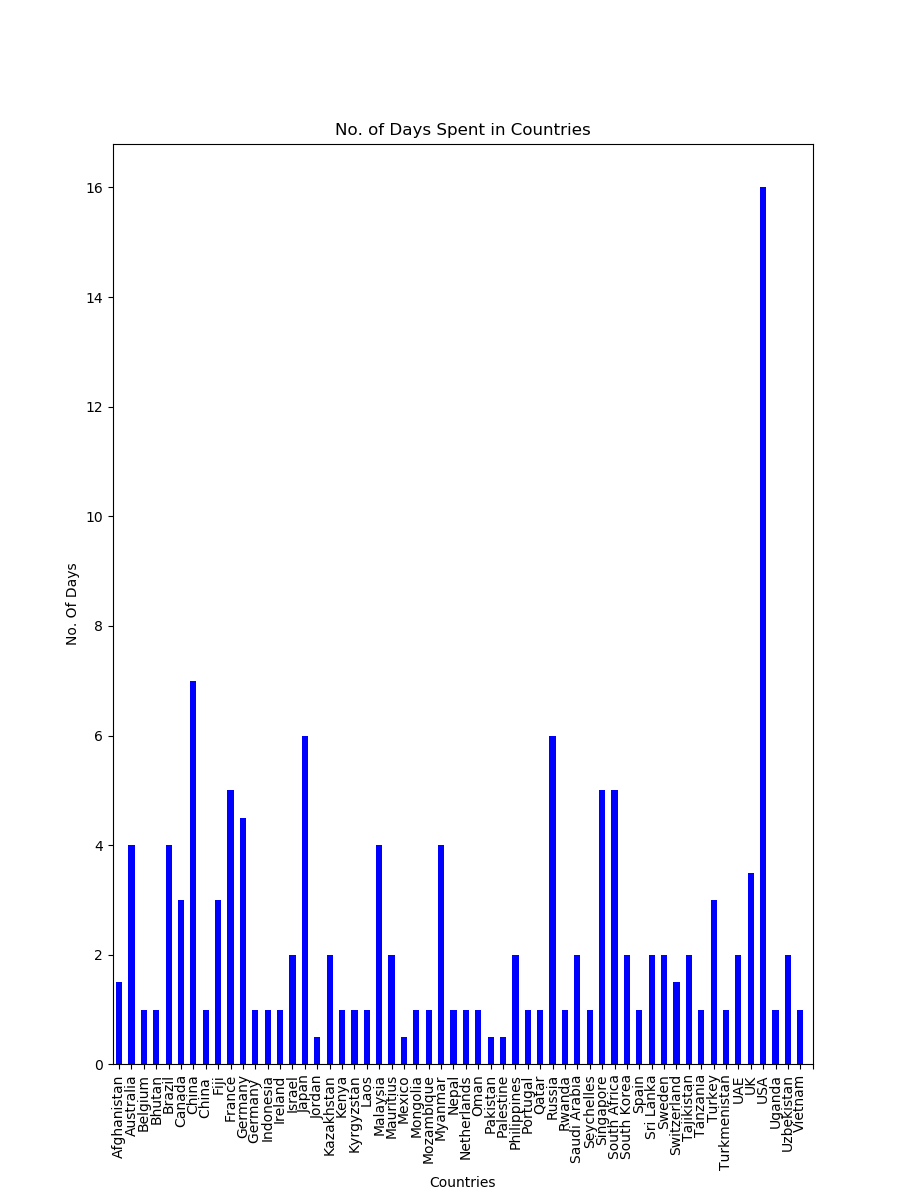 No. of Days Spent in Countries
16
14
12
10
8
6
4
2
0
No. Of Days
Afghanistan
Australia
Belgium
Bhutan
Brazil
Canada
China
China
Fiji
France
Germany
Germany
Indonesia
Ireland
Israel
Japan
Jordan
Kazakhstan
Kenya
Kyrgyzstan
Laos
Malaysia
Mauritius
Mexico
Mongolia
Mozambique
Myanmar
Nepal
Netherlands
Oman
Pakistan
Palestine
Philippines
Portugal
Qatar
Russia
Rwanda
Saudi Arabia
Seychelles
Singapore
South Africa
South Korea
Spain
Sri Lanka
Sweden
Switzerland
Tajikistan
Tanzania
Turkey
Turkmenistan
UAE
UK
USA
Uganda
Uzbekistan
Vietnam
Countries